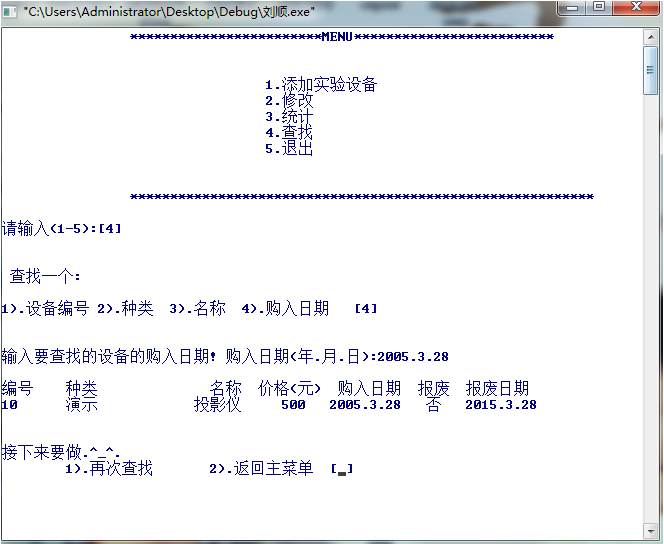 "C:\Users\Administrator\Desktop\Debug\刘顺.exe"
************************MENU*************************
1.添加实验设备
2.修改
3.统计
4.查找
5.退出
**********************************************************
请输入(1-5):[4]
查找一个:
1).设备编号 2).种类 3).名称 4).购入日期 [4]
输入要查找的设备的购入日期! 购入日期(年.月.日):2005.3.28
编号 种类 名称 价格(元) 购入日期 报废 报废日期
10 演示 投影仪 500 2005.3.28 否 2015.3.28
接下来要做.^_^.
1).再次查找 2).返回主菜单 [_]